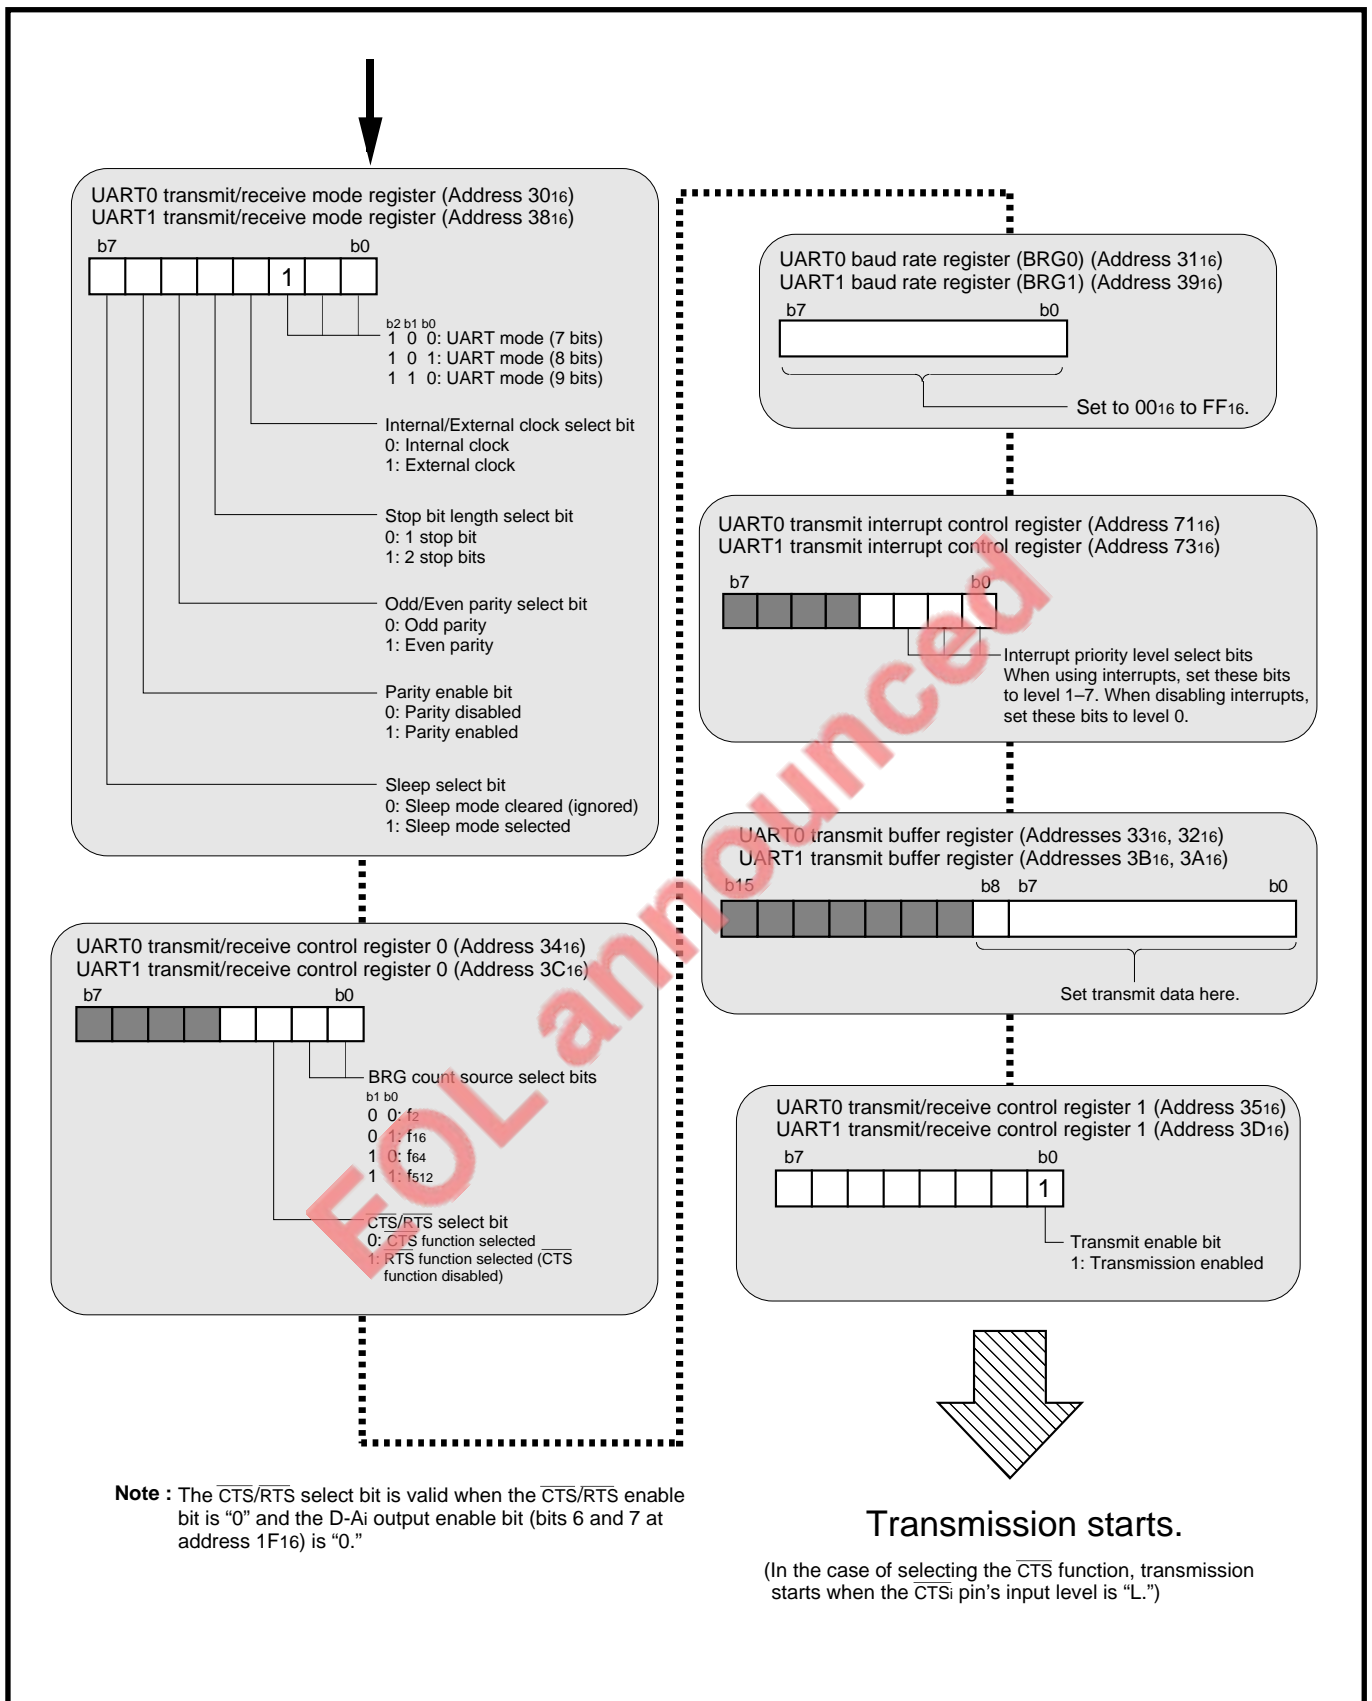 UART0 transmit/receive mode register (Address 3016)
UART1 transmit/receive mode register (Address 3816)
b7 b0
1
b2 b1 b0
1 0 0: UART mode (7 bits)
1 0 1: UART mode (8 bits)
1 1 0: UART mode (9 bits)
Internal/External clock select bit
0: Internal clock
1: External clock
Stop bit length select bit
0: 1 stop bit
1: 2 stop bits
Odd/Even parity select bit
0: Odd parity
1: Even parity
Parity enable bit
0: Parity disabled
1: Parity enabled
Sleep select bit
0: Sleep mode cleared (ignored)
1: Sleep mode selected
UART0 transmit/receive control register 0 (Address 3416)
UART1 transmit/receive control register 0 (Address 3C16)
b7 b0
BRG count source select bits
b1 b0
0 0: f2
0 1: f16
1 0: f64
1 1: f512
CTS/RTS select bit
0: CTS function selected
1: RTS function selected (CTS
function disabled)
Note : The CTS/RTS select bit is valid when the CTS/RTS enable
bit is “0” and the D-Ai output enable bit (bits 6 and 7 at
address 1F16) is “0.”
UART0 baud rate register (BRG0) (Address 3116)
UART1 baud rate register (BRG1) (Address 3916)
b7 b0
Set to 0016 to FF16.
UART0 transmit interrupt control register (Address 7116)
UART1 transmit interrupt control register (Address 7316)
b7 b0
Interrupt priority level select bits
When using interrupts, set these bits
to level 1–7. When disabling interrupts,
set these bits to level 0.
UART0 transmit buffer register (Addresses 3316, 3216)
UART1 transmit buffer register (Addresses 3B16, 3A16)
b15 b8 b7 b0
Set transmit data here.
UART0 transmit/receive control register 1 (Address 3516)
UART1 transmit/receive control register 1 (Address 3D16)
b7 b0
1
Transmit enable bit
1: Transmission enabled
Transmission starts.
(In the case of selecting the CTS function, transmission
starts when the CTSi pin’s input level is “L.”)
EOL announced